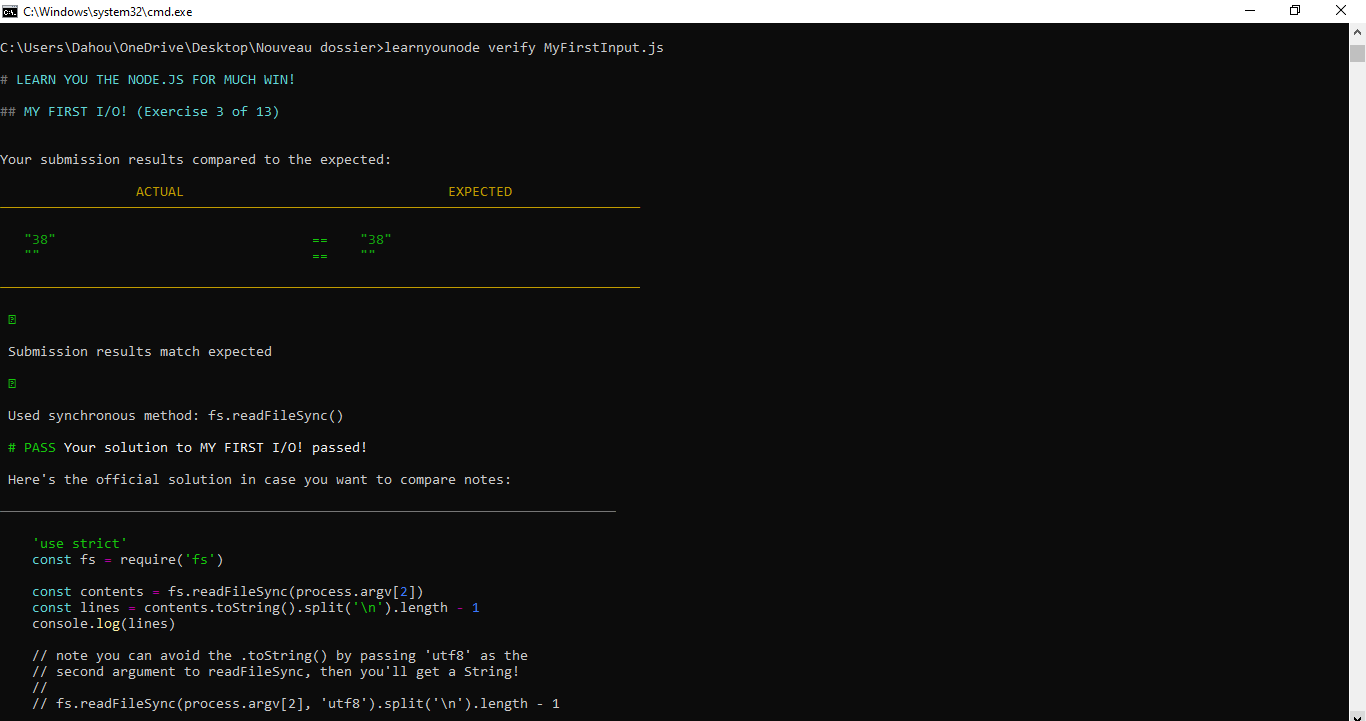 C:\Windows\system32\cmd.exe
C:\Users\Dahou\OneDrive\Desktop\Nouveau dossier>learnyounode verify MyFirstInput.js
# LEARN YOU THE NODE.JS FOR MUCH WIN!
## MY FIRST I/O! (Exercise 3 of 13)
Your submission results compared to the expected:
ACTUAL EXPECTED
"38" == "38"
"" == ""
Submission results match expected
Used synchronous method: fs.readFileSync()
# PASS Your solution to MY FIRST I/O! passed!
Here's the official solution in case you want to compare notes:
'use strict'
const fs = require('fs')
const contents = fs.readFileSync(process.argv[2])
const lines = contents.toString().split('\n').length - 1
console.log(lines)
// note you can avoid the .toString() by passing 'utf8' as the
// second argument to readFileSync, then you'll get a String!
//
// fs.readFileSync(process.argv[2], 'utf8').split('\n').length - 1